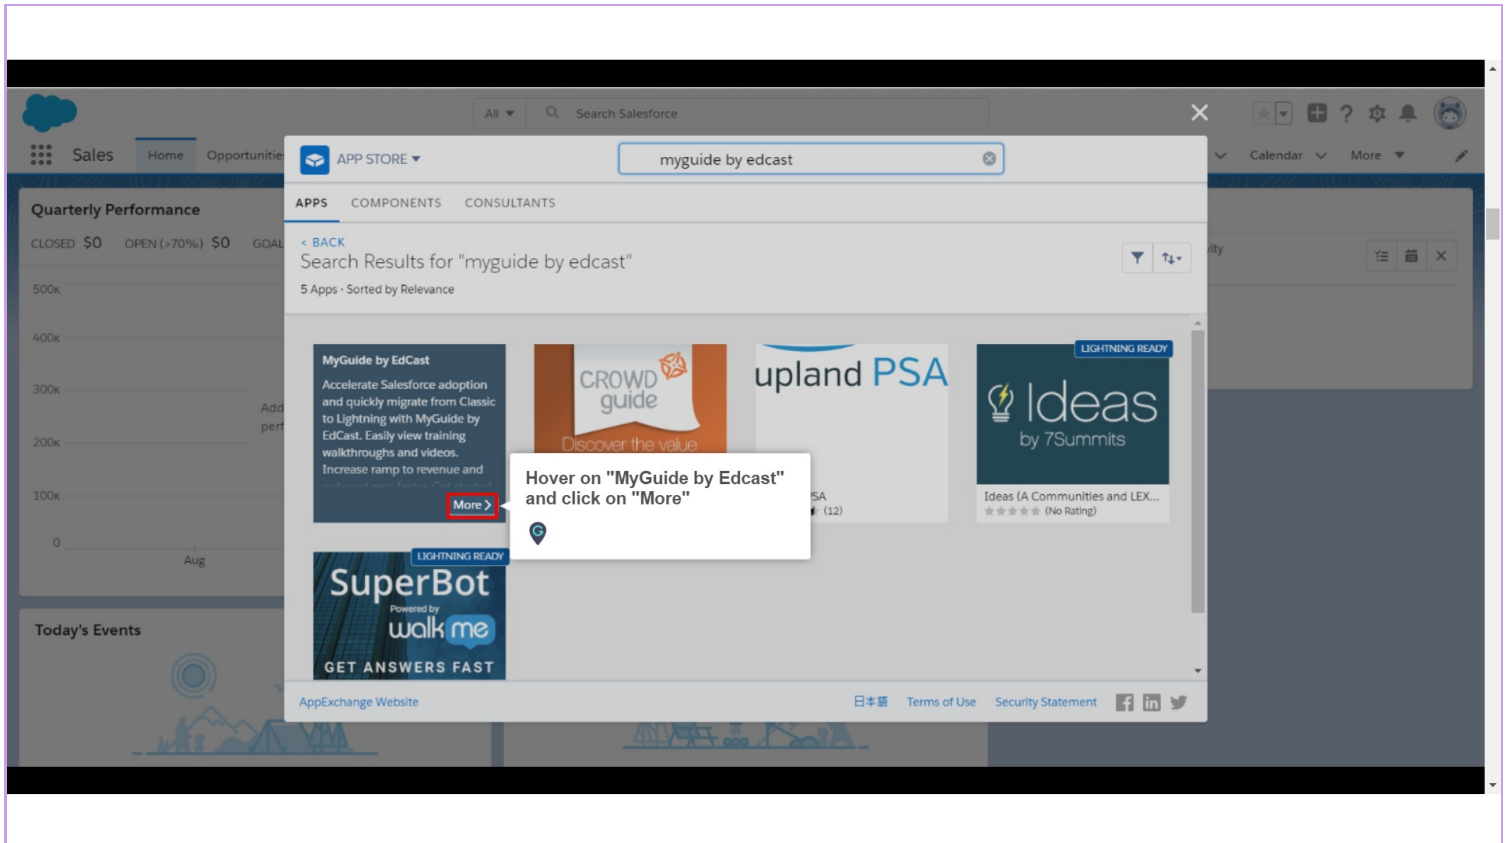 All
Search Salesforce
Sales
Home
Opportunitie
Calendar
More
APP STORE
myguide by edcast
APPS
COMPONENTS
CONSULTANTS
Quarterly Performance
CLOSED $0 OPEN (>70%) $0 GOAL
< BACK
Search Results for "myguide by edcast"
5 Apps · Sorted by Relevance
500K
400K
300K
200K
100K
0
Aug
Add
perf
MyGuide by EdCast
Accelerate Salesforce adoption
and quickly migrate from Classic
to Lightning with MyGuide by
EdCast. Easily view training
walkthroughs and videos.
Increase ramp to revenue and
More
CROWD
guide
Discover the value
upland PSA
PSA
(12)
LIGHTNING READY
Ideas
by 7Summits
Ideas (A Communities and LEX...
(No Rating)
Hover on "MyGuide by Edcast"
and click on "More"
G
LIGHTNING READY
SuperBot
Powered by
walkme
GET ANSWERS FAST
Today's Events
AppExchange Website
日本語
Terms of Use
Security Statement